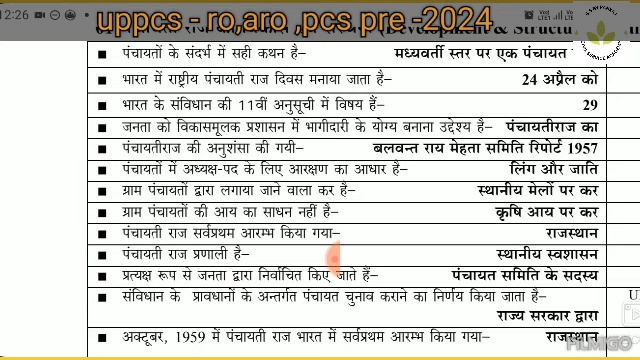 12:26
uppcs - ro,aro ,pcs pre -2024
पंचायतों के संदर्भ में सही कथन है– मध्यवर्ती स्तर पर एक पंचायत
भारत में राष्ट्रीय पंचायती राज दिवस मनाया जाता है– 24 अप्रैल को
भारत के संविधान की 11वीं अनुसूची में विषय हैं– 29
जनता को विकासमूलक प्रशासन में भागीदारी के योग्य बनाना उद्देश्य है– पंचायतीराज का
पंचायतीराज की अनुशंसा की गयी– बलवन्त राय मेहता समिति रिपोर्ट 1957
पंचायतों में अध्यक्ष-पद के लिए आरक्षण का आधार है– लिंग और जाति
ग्राम पंचायतों द्वारा लगाया जाने वाला कर है– स्थानीय मेलों पर कर
ग्राम पंचायतों की आय का साधन नहीं है– कृषि आय पर कर
पंचायती राज सर्वप्रथम आरम्भ किया गया– राजस्थान
पंचायती राज प्रणाली है– स्थानीय स्वशासन
प्रत्यक्ष रूप से जनता द्वारा निर्वाचित किए जाते हैं– पंचायत समिति के सदस्य
संविधान के प्रावधानों के अन्तर्गत पंचायत चुनाव कराने का निर्णय किया जाता है–
राज्य सरकार द्वारा
अक्टूबर, 1959 में पंचायती राज भारत में सर्वप्रथम आरम्भ किया गया– राजस्थान
FILMIGO